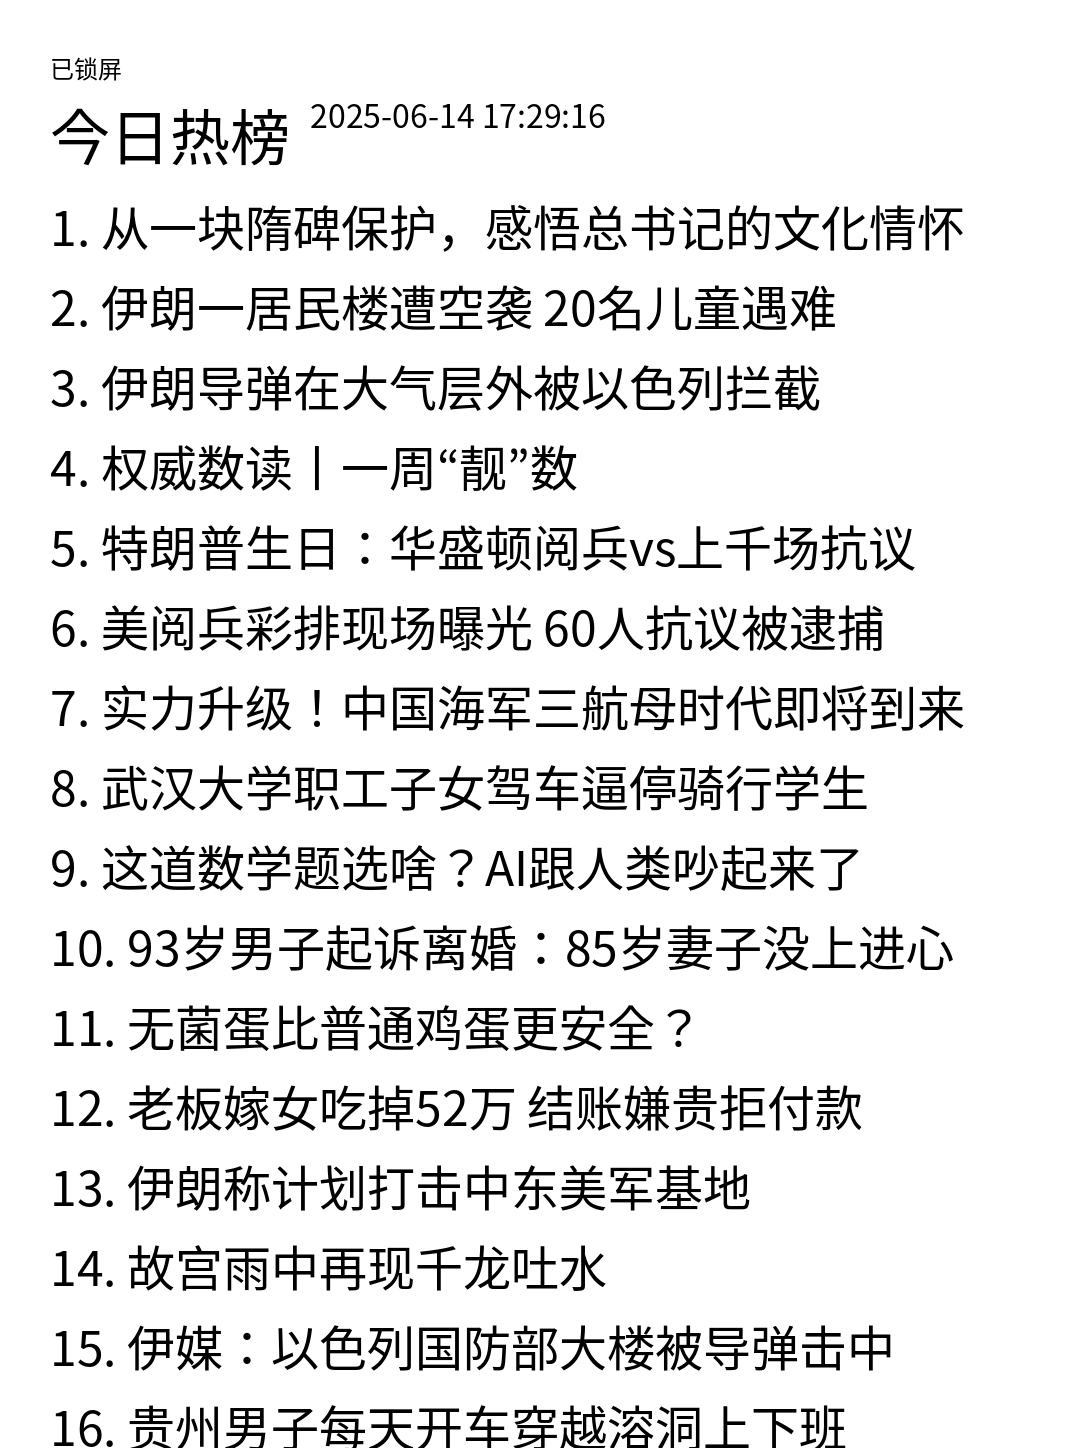 已锁屏
今日热榜 2025-06-14 17:29:16
1. 从一块隋碑保护，感悟总书记的文化情怀
2. 伊朗一居民楼遭空袭 20名儿童遇难
3. 伊朗导弹在大气层外被以色列拦截
4. 权威数读丨一周“靓”数
5. 特朗普生日：华盛顿阅兵vs上千场抗议
6. 美阅兵彩排现场曝光 60人抗议被逮捕
7. 实力升级！中国海军三航母时代即将到来
8. 武汉大学职工子女驾车逼停骑行学生
9. 这道数学题选啥？AI跟人类吵起来了
10. 93岁男子起诉离婚：85岁妻子没上进心
11. 无菌蛋比普通鸡蛋更安全？
12. 老板嫁女吃掉52万 结账嫌贵拒付款
13. 伊朗称计划打击中东美军基地
14. 故宫雨中再现千龙吐水
15. 伊媒：以色列国防部大楼被导弹击中
16. 贵州男子每天开车穿越溶洞上下班